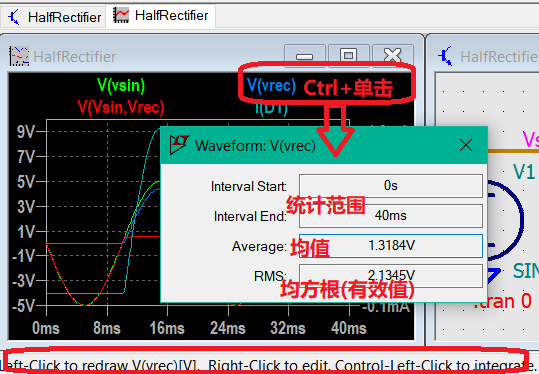 HalfRectifier
HalfRectifier
HalfRectifier
HalfRectifier
V(vsin)
V(vrec)
Ctrl+单击
V(Vsin,Vrec)
I(D1)
9V
7V
5V
3V
1V
-1V
-3V
-5V
-0.1mA
0ms
8ms
16ms
24ms
32ms
40ms
Waveform: V(vrec)
Interval Start:
0s
统计范围
Interval End:
40ms
Average:
均值
1.3184V
RMS:
2.1345V
均方根(有效值)
Vs
V1
SIN
tran 0
Left-Click to redraw V(vrec)[V]. Right-Click to edit. Control-Left-Click to integrate.